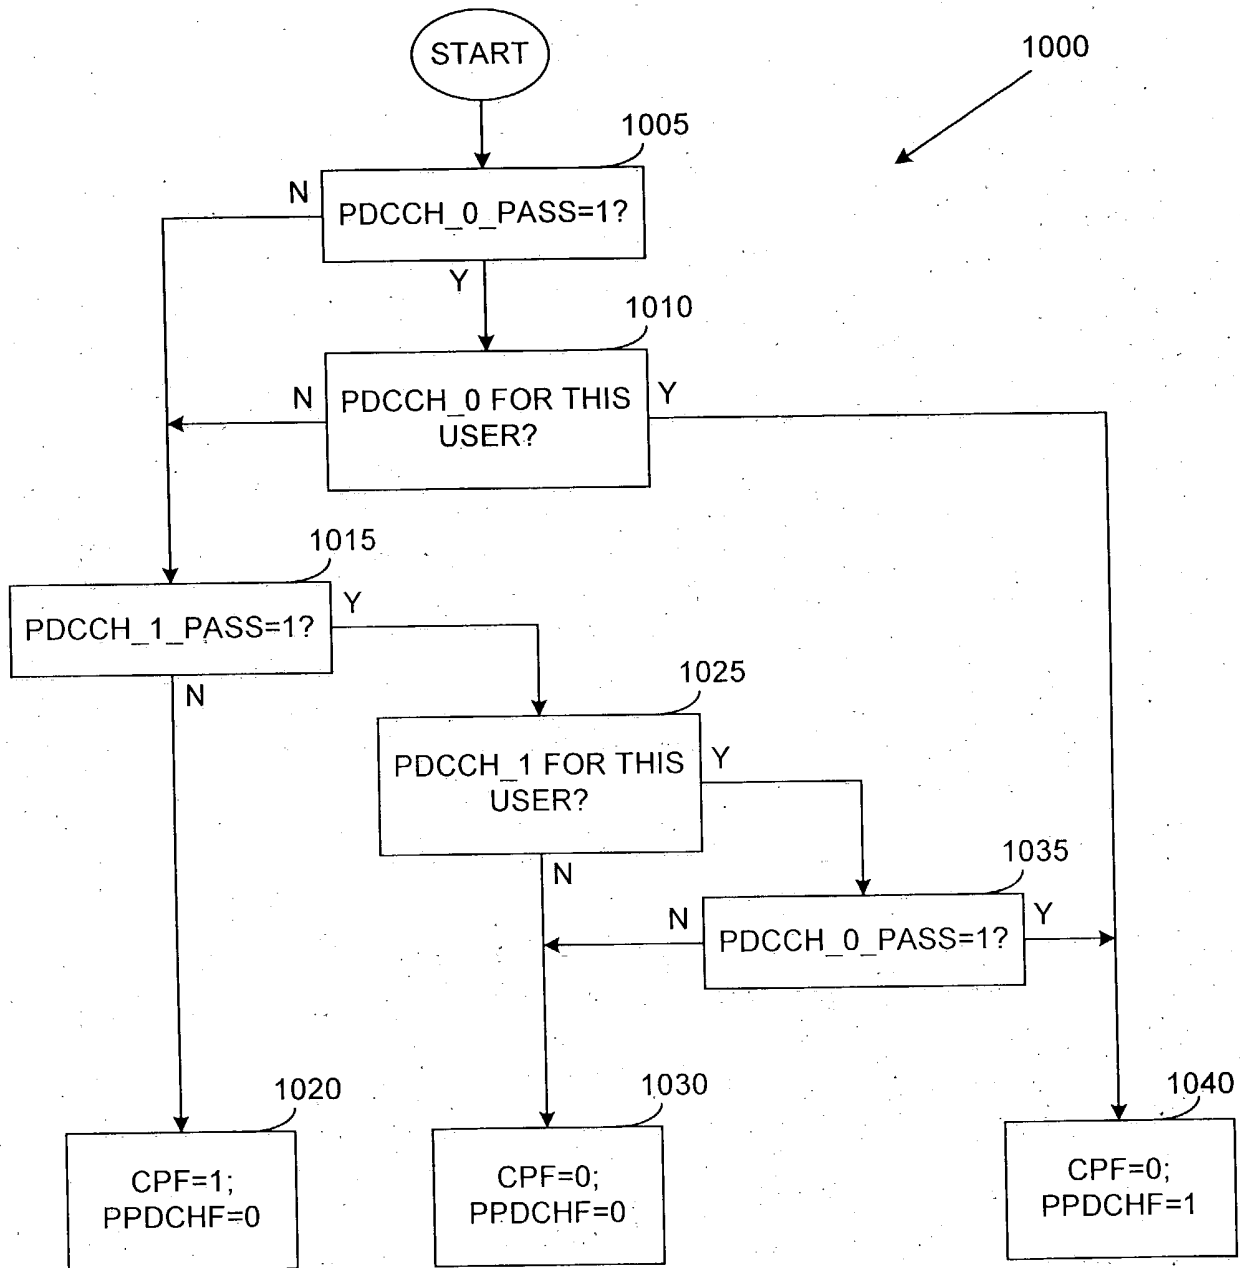 START
1000
1005
N
PDCCH_0_PASS=1?
Y
1010
N
PDCCH_0 FOR THIS
USER?
Y
1015
PDCCH_1_PASS=1?
Y
N
1025
PDCCH_1 FOR THIS
USER?
Y
N
1035
N
PDCCH_0_PASS=1?
Y
1020
CPF=1;
PPDCHF=0
1030
CPF=0;
PPDCHF=0
1040
CPF=0;
PPDCHF=1